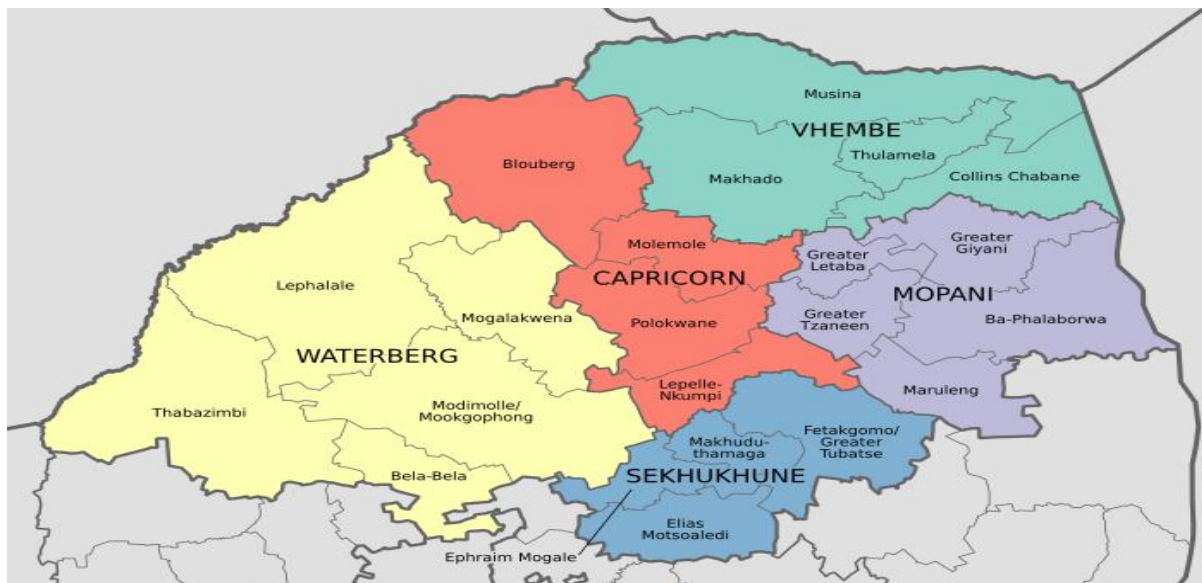 Musina
VHEMBE
Thulamela
Makhado
Collins Chabane
Blouberg
Molemole
CAPRICORN
Polokwane
Lepelle-
Nkumpi
Greater
Letaba
Greater
Giyani
MOPANI
Greater
Tzaneen
Ba-Phalaborwa
Maruleng
Lephalale
Mogalakwena
WATERBERG
Thabazimbi
Modimolle/
Mookgophong
Bela-Bela
Makhudu-
thamaga
Fetakgomo/
Greater
Tubatse
SEKHUKHUNE
Elias
Motsoaledi
Ephraim Mogale